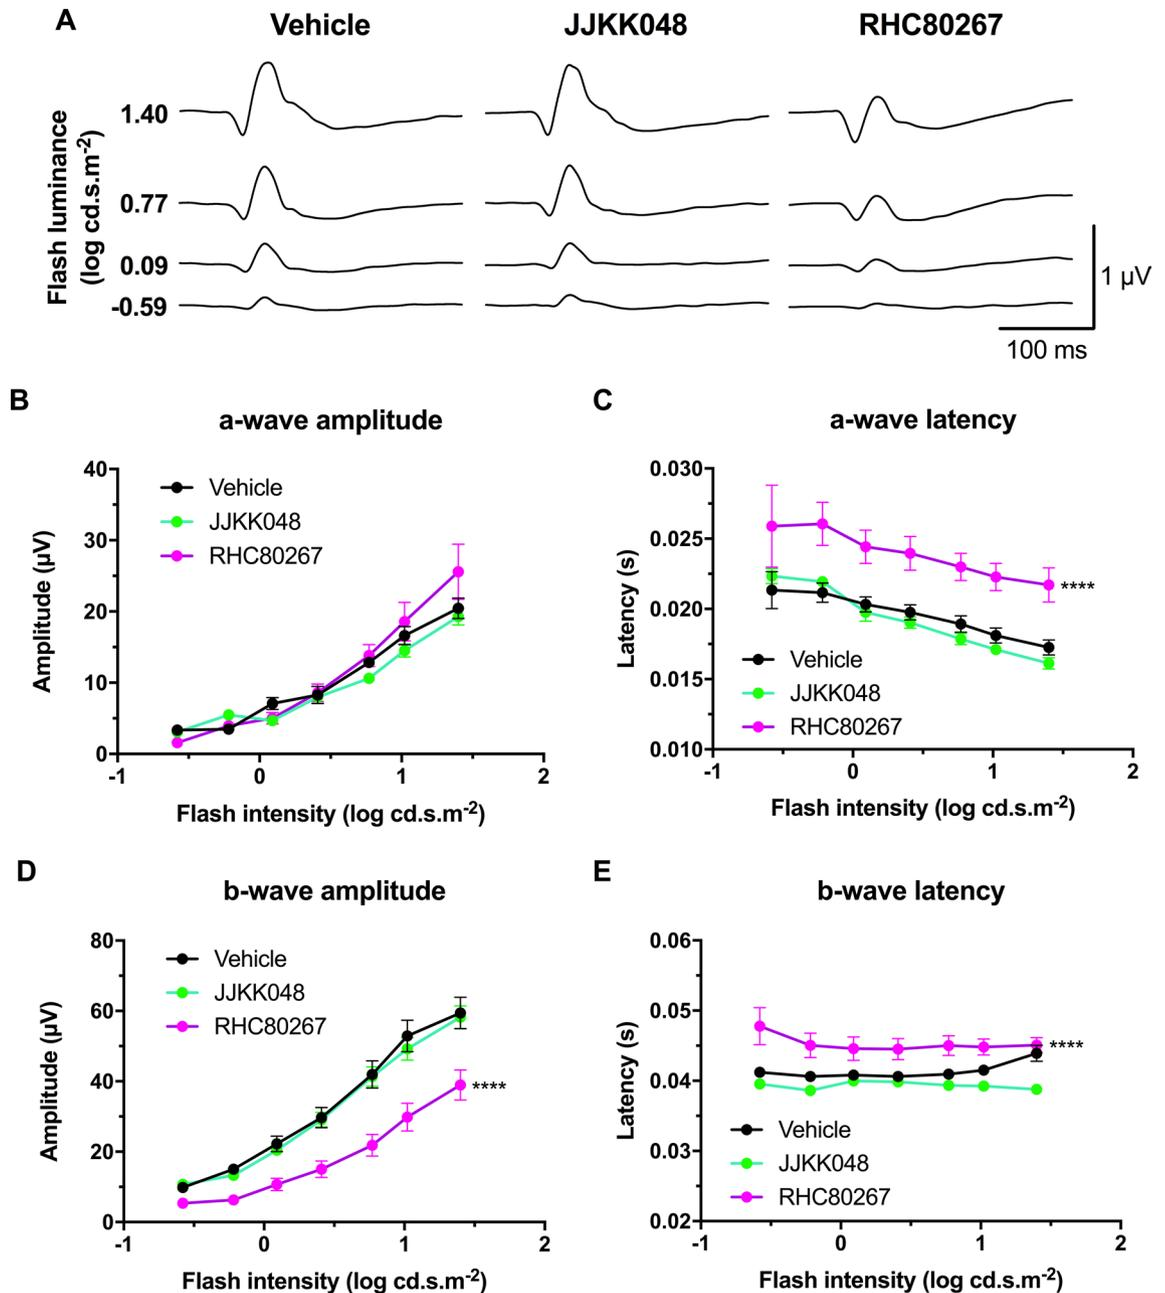 A
Vehicle JJKK048 RHC80267
Flash luminance
(log cd.s.m-2)
1.40
0.77
0.09
-0.59
1 µV
100 ms
B
a-wave amplitude
Amplitude (µV)
40
30
20
10
0
-1 0 1 2
Vehicle
JJKK048
RHC80267
Flash intensity (log cd.s.m-2)
C
a-wave latency
Latency (s)
0.030
0.025
0.020
0.015
0.010
-1 0 1 2
****
Vehicle
JJKK048
RHC80267
Flash intensity (log cd.s.m-2)
D
b-wave amplitude
Amplitude (µV)
80
60
40
20
0
-1 0 1 2
Vehicle
JJKK048
RHC80267
****
Flash intensity (log cd.s.m-2)
E
b-wave latency
Latency (s)
0.06
0.05
0.04
0.03
0.02
-1 0 1 2
****
Vehicle
JJKK048
RHC80267
Flash intensity (log cd.s.m-2)